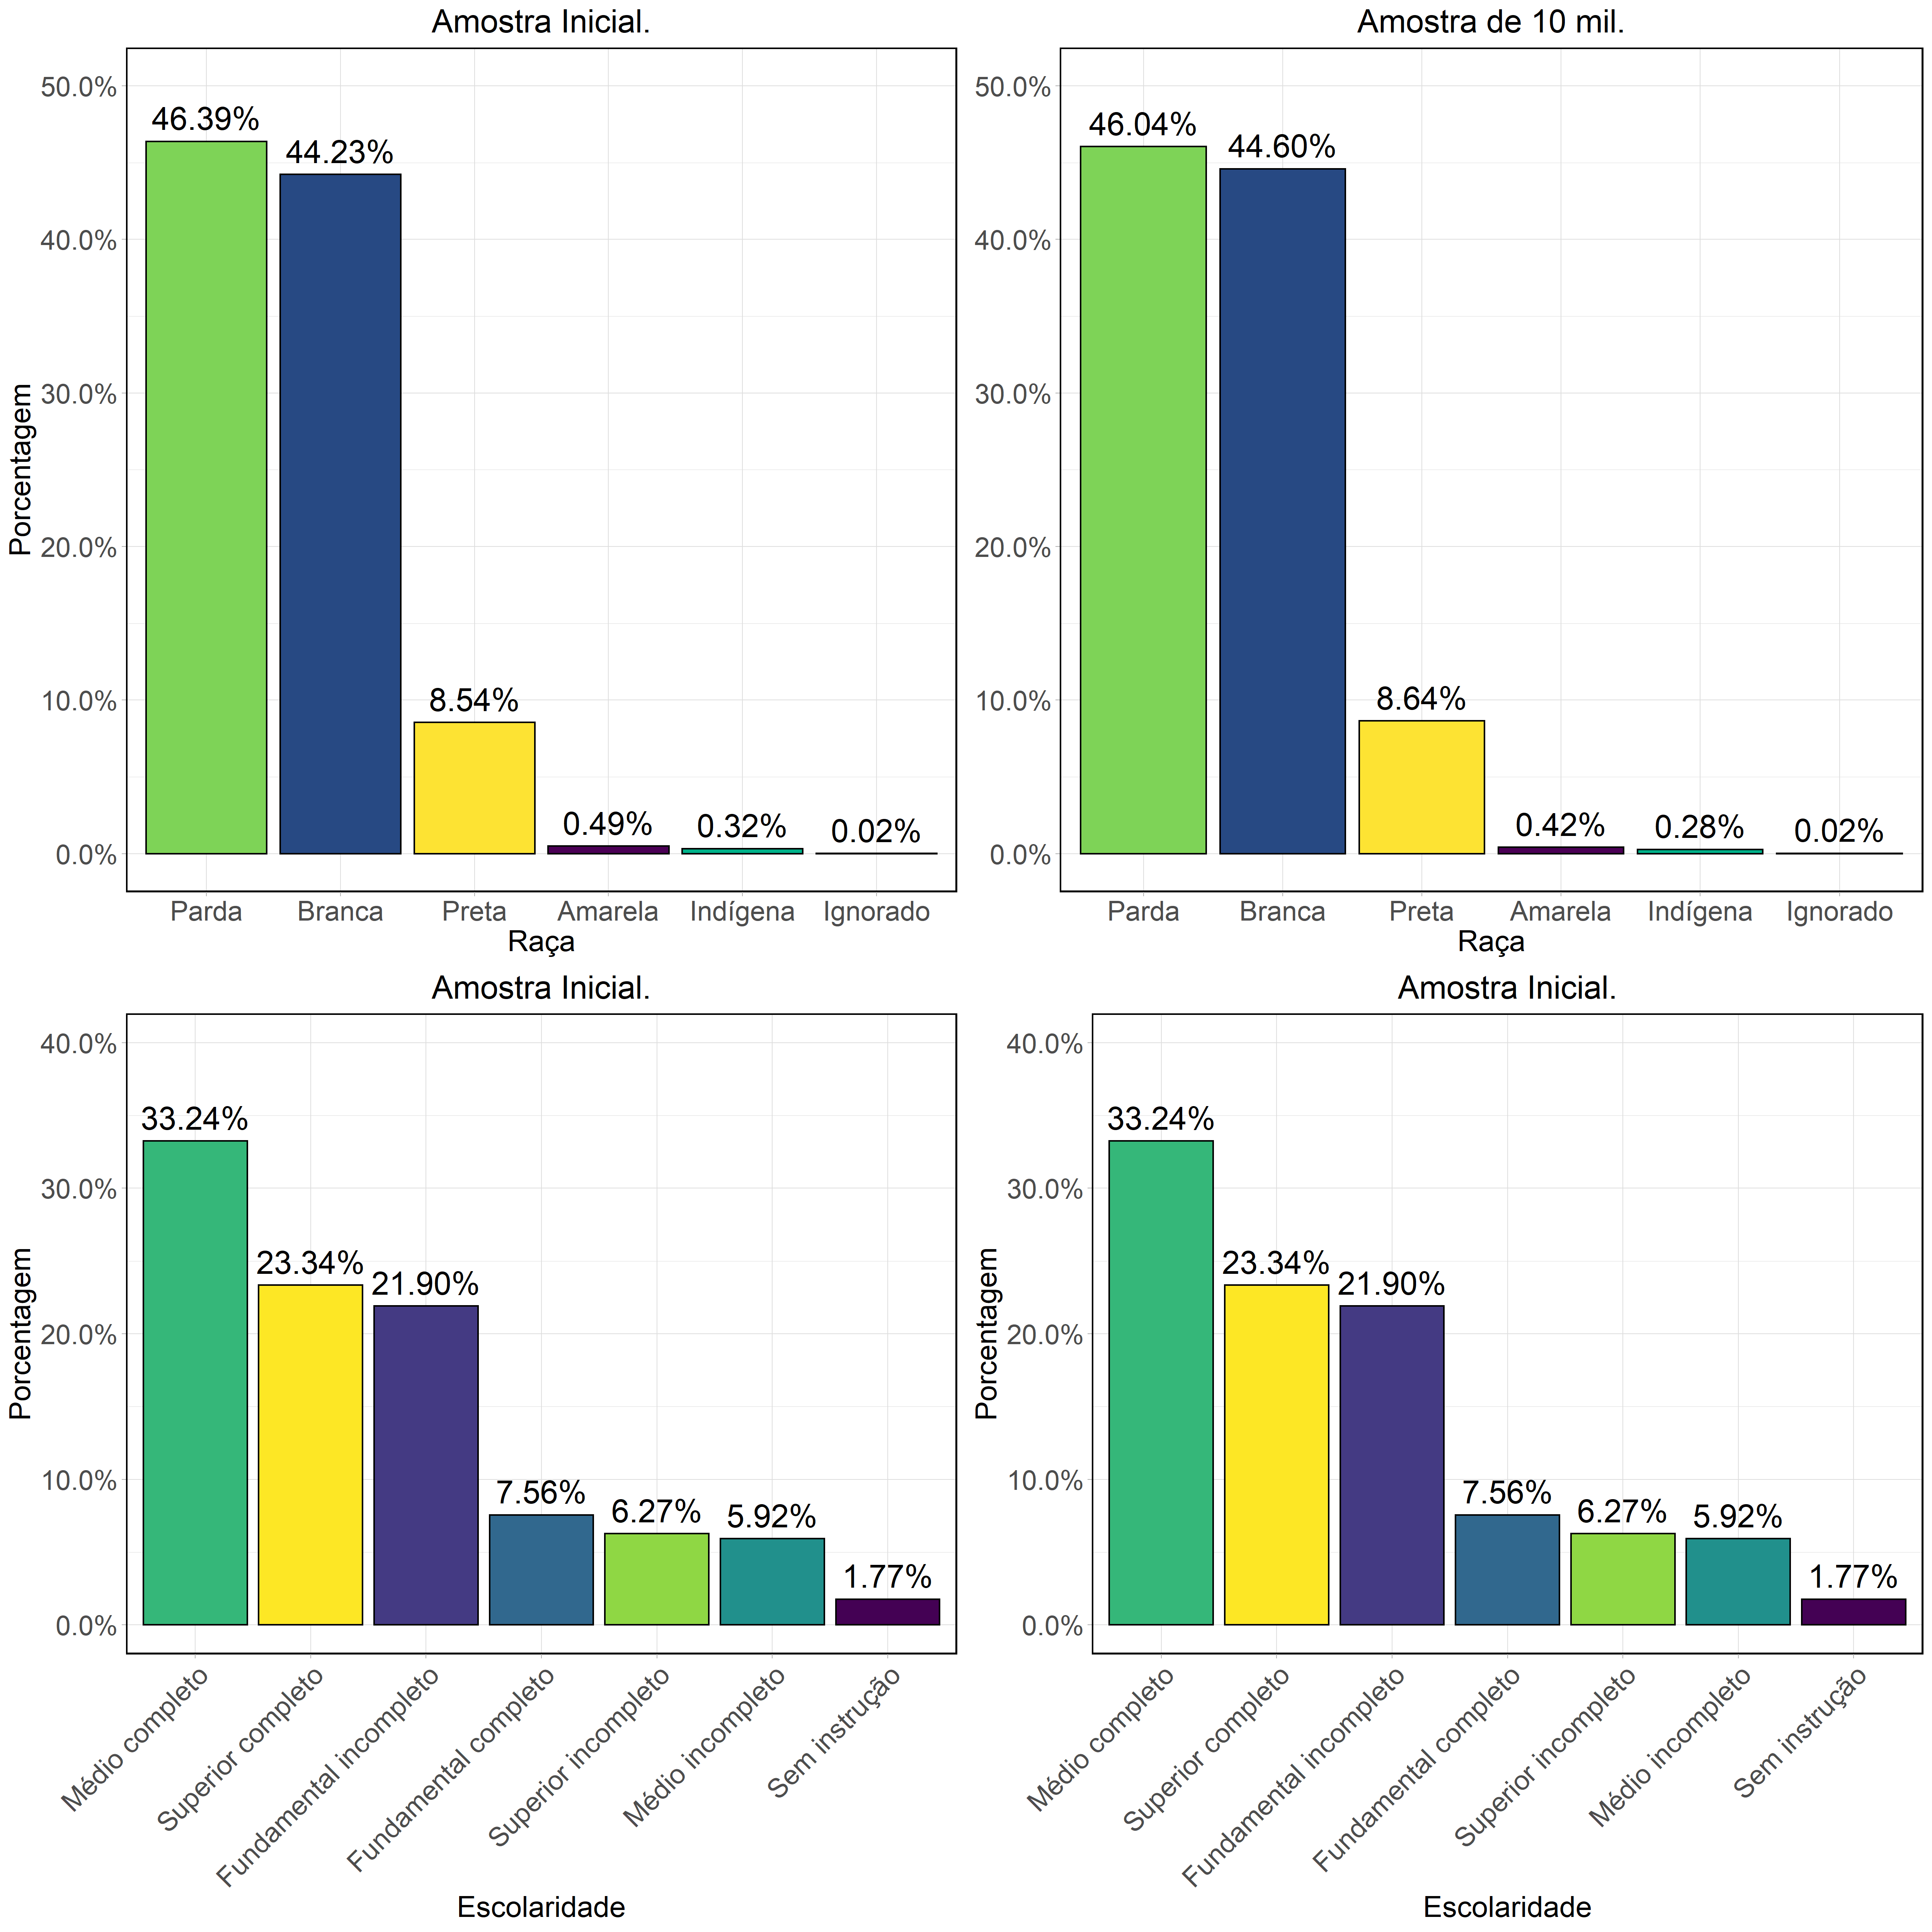 Amostra Inicial.
Porcentagem
50.0%
40.0%
30.0%
20.0%
10.0%
0.0%
46.39%
44.23%
8.54%
0.49%
0.32%
0.02%
Parda
Branca
Preta
Amarela
Indígena
Ignorado
Raça
Amostra de 10 mil.
50.0%
40.0%
30.0%
20.0%
10.0%
0.0%
46.04%
44.60%
8.64%
0.42%
0.28%
0.02%
Parda
Branca
Preta
Amarela
Indígena
Ignorado
Raça
Amostra Inicial.
Porcentagem
40.0%
30.0%
20.0%
10.0%
0.0%
33.24%
23.34%
21.90%
7.56%
6.27%
5.92%
1.77%
Médio completo
Superior completo
Fundamental incompleto
Fundamental completo
Superior incompleto
Médio incompleto
Sem instrução
Escolaridade
Amostra Inicial.
Porcentagem
40.0%
30.0%
20.0%
10.0%
0.0%
33.24%
23.34%
21.90%
7.56%
6.27%
5.92%
1.77%
Médio completo
Superior completo
Fundamental incompleto
Fundamental completo
Superior incompleto
Médio incompleto
Sem instrução
Escolaridade